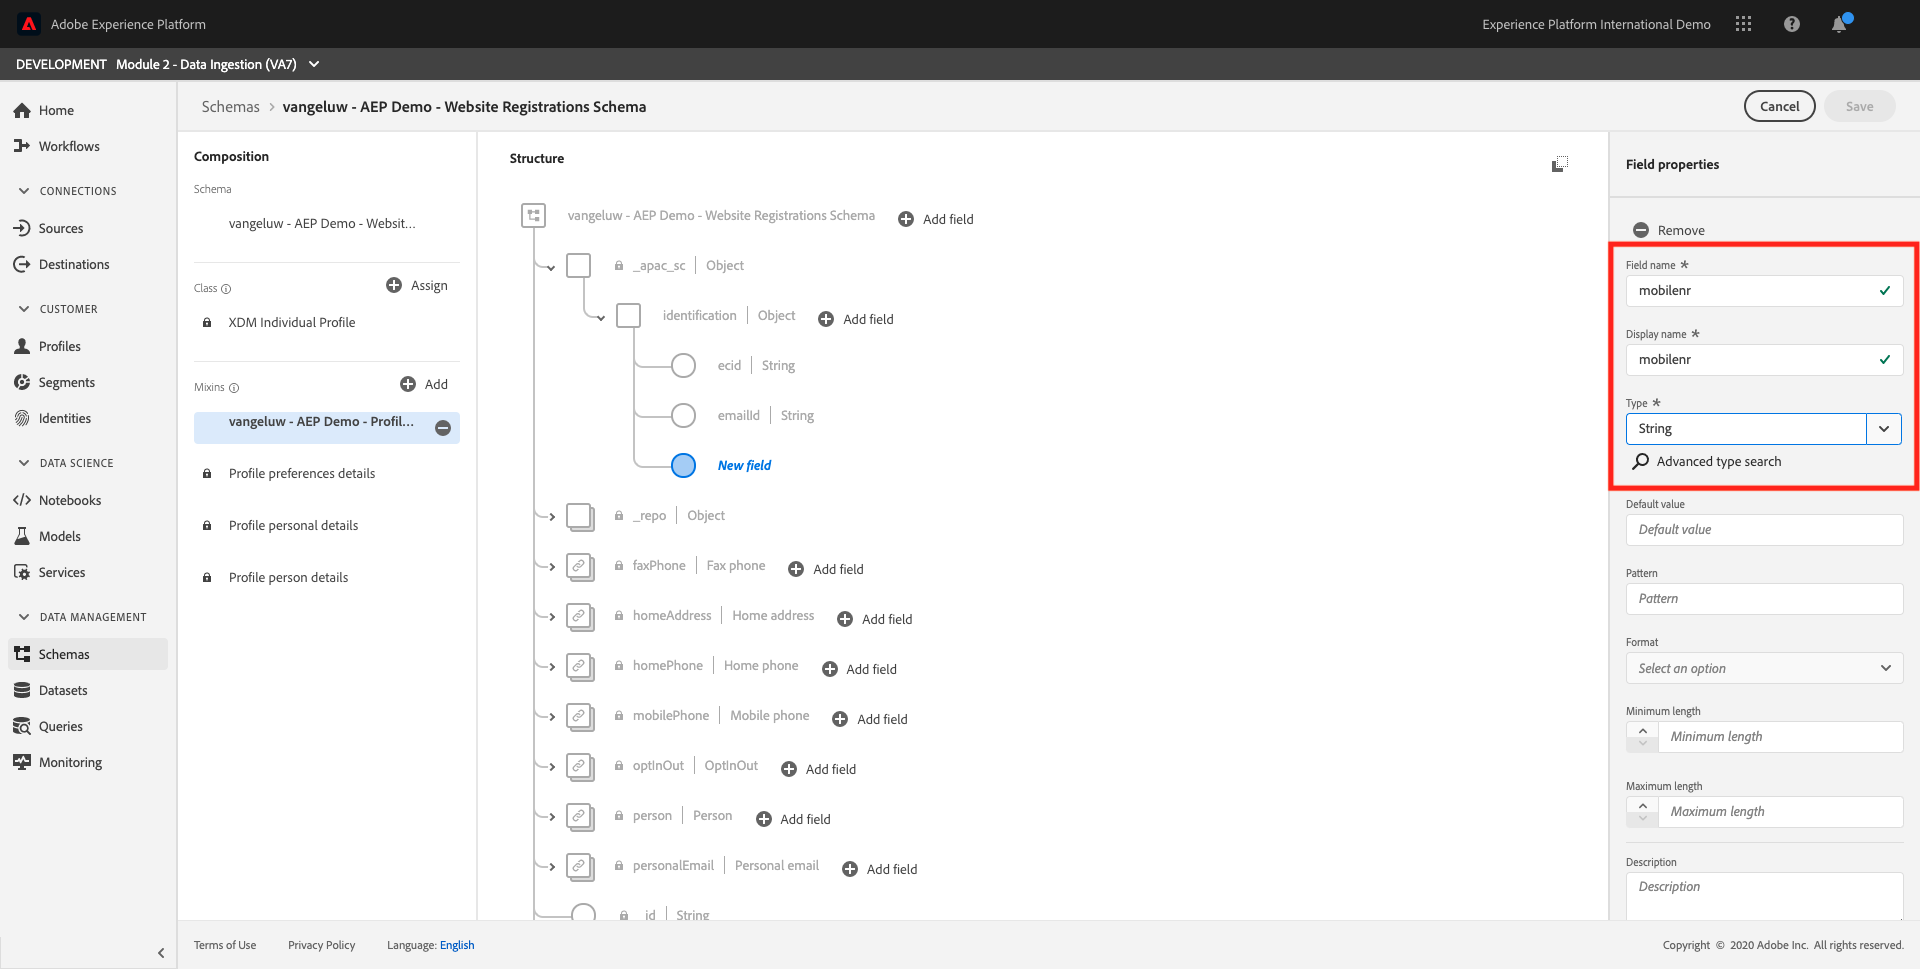 Adobe Experience Platform
Experience Platform International Demo
DEVELOPMENT Module 2 - Data Ingestion (VA7)
Home
Workflows
CONNECTIONS
Sources
Destinations
CUSTOMER
Profiles
Segments
Identities
DATA SCIENCE
Notebooks
Models
Services
DATA MANAGEMENT
Schemas
Datasets
Queries
Monitoring
Schemas > vangeluw - AEP Demo - Website Registrations Schema
Cancel
Save
Composition
Schema
vangeluw - AEP Demo - Websit...
Class
Assign
XDM Individual Profile
Mixins
Add
vangeluw - AEP Demo - Profil...
Profile preferences details
Profile personal details
Profile person details
Structure
vangeluw - AEP Demo - Website Registrations Schema Add field
_apac_sc | Object
identification | Object Add field
ecid | String
emailId | String
New field
_repo | Object
faxPhone | Fax phone Add field
homeAddress | Home address Add field
homePhone | Home phone Add field
mobilePhone | Mobile phone Add field
optInOut | OptInOut Add field
person | Person Add field
personalEmail | Personal email Add field
_id | String
Field properties
Remove
Field name *
mobilenr
Display name *
mobilenr
Type *
String
Advanced type search
Default value
Default value
Pattern
Pattern
Format
Select an option
Minimum length
Minimum length
Maximum length
Maximum length
Description
Description
Terms of Use Privacy Policy Language: English
Copyright © 2020 Adobe Inc. All rights reserved.